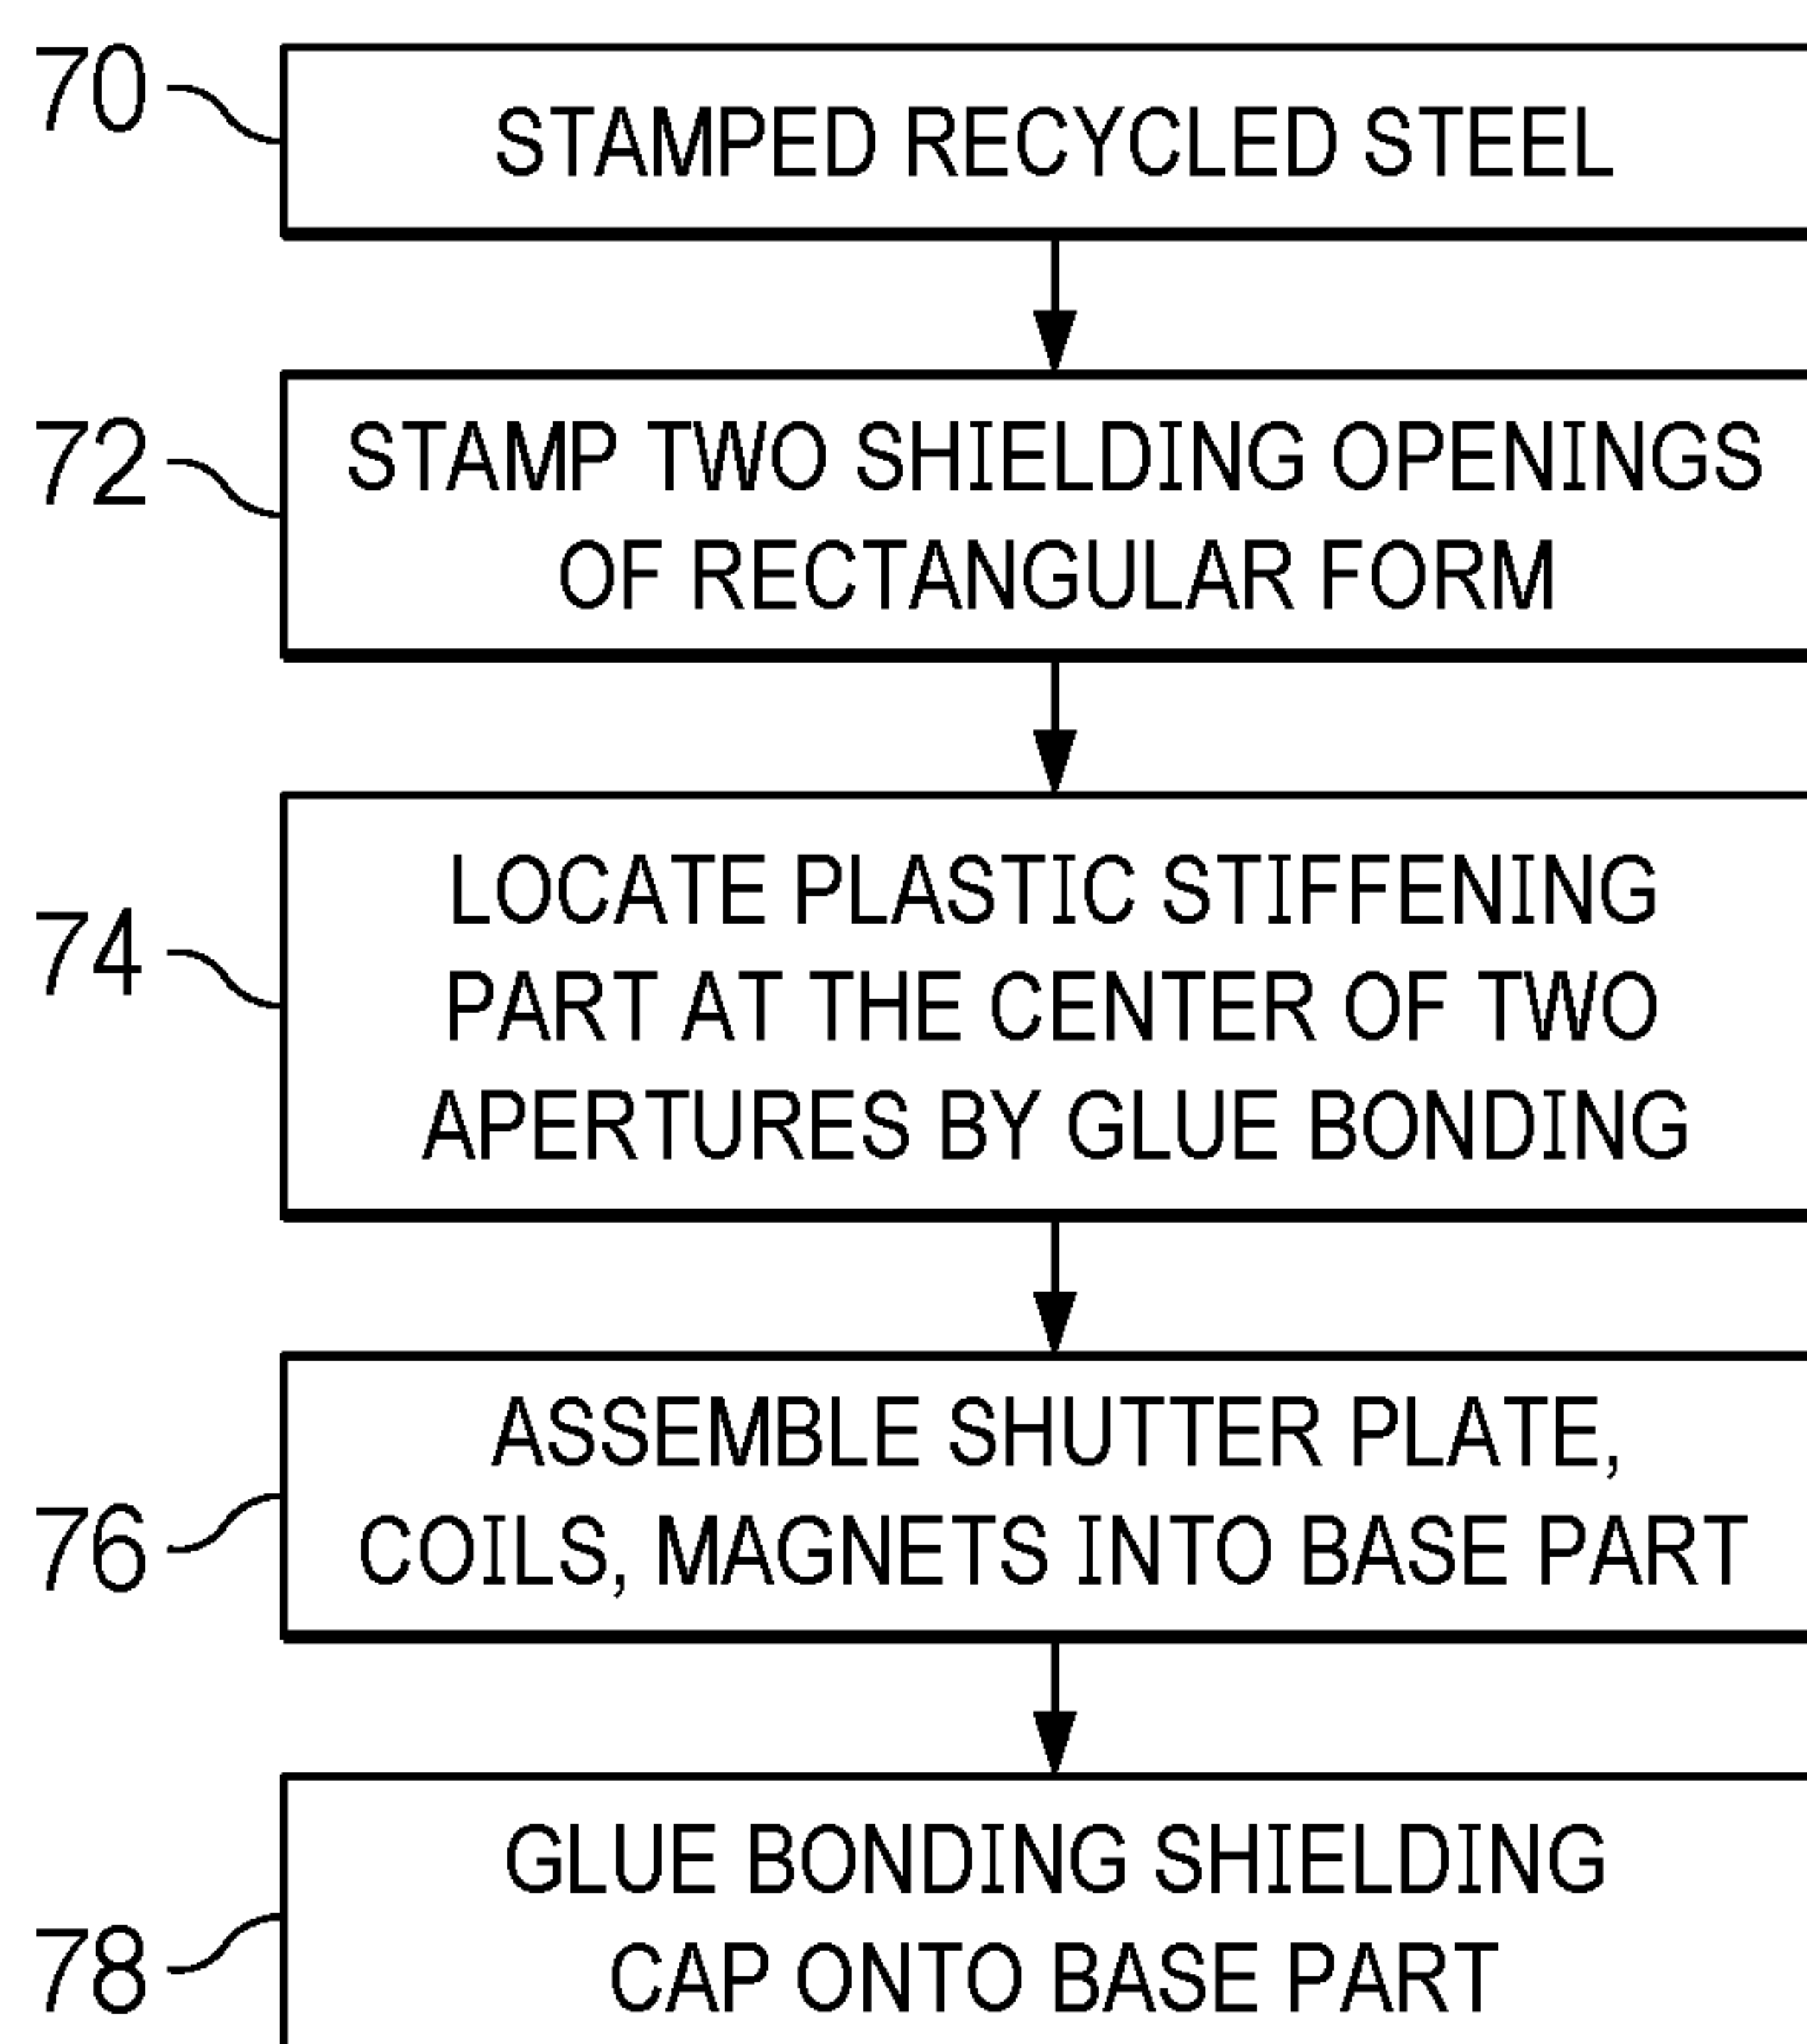 70
STAMPED RECYCLED STEEL
72
STAMP TWO SHIELDING OPENINGS
OF RECTANGULAR FORM
74
LOCATE PLASTIC STIFFENING
PART AT THE CENTER OF TWO
APERTURES BY GLUE BONDING
76
ASSEMBLE SHUTTER PLATE,
COILS, MAGNETS INTO BASE PART
78
GLUE BONDING SHIELDING
CAP ONTO BASE PART